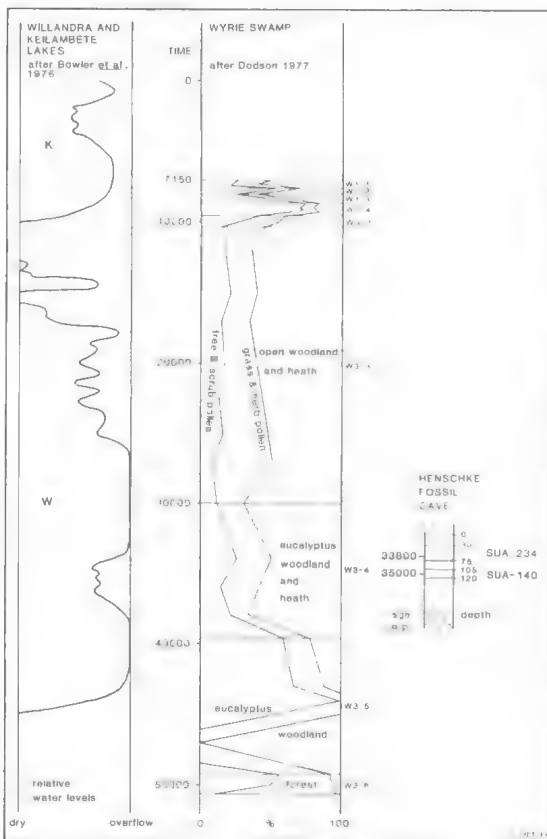 WILLANDRA AND
KEILAMBETE
LAKES
after Bowler et al.
1976
K
W
relative
water levels
dry
overflow
TIME
0
7150
WYRIE SWAMP
after Dodson 1977
tree & scrub pollen
grass & herb pollen
open woodland
and heath
eucalyptus
woodland
and
heath
eucalyptus
woodland
forest
0
%
100
W3-4
W3-5
W3-6
HENSCHKE
FOSSIL
CAVE
33800
35000
0
75
105
120
SUA 234
SUA-140
depth